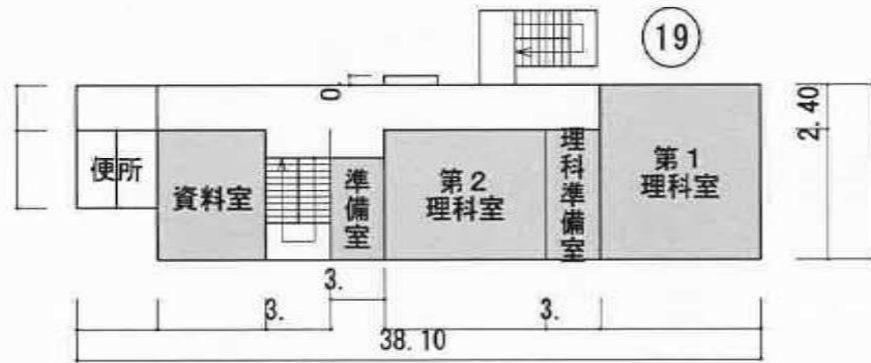 19
0.
2.40
便所
資料室
準備室
第2
理科室
理科準備室
第1
理科室
3.
3.
3.
38.10